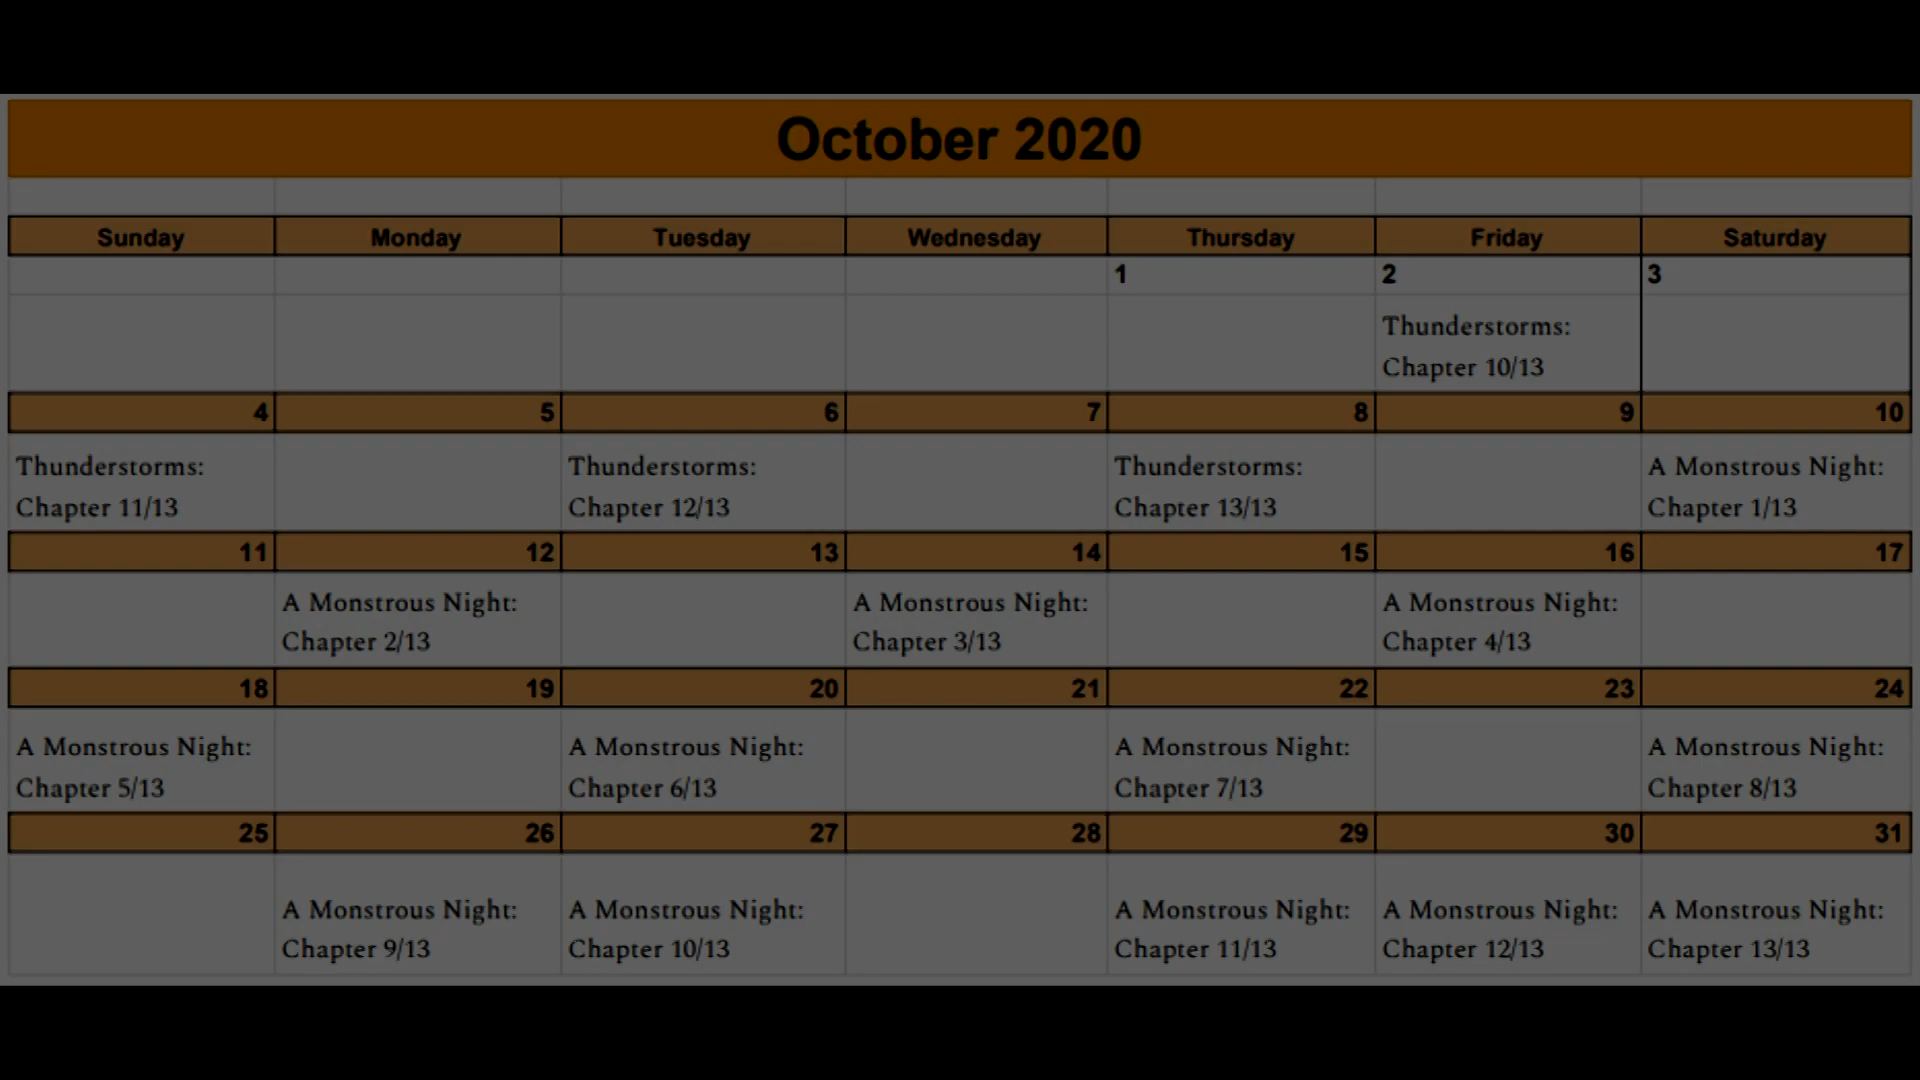 October 2020
Sunday Monday Tuesday Wednesday Thursday Friday Saturday
1 2 3
Thunderstorms:
Chapter 10/13
4 5 6 7 8 9 10
Thunderstorms: Thunderstorms: Thunderstorms: A Monstrous Night:
Chapter 11/13 Chapter 12/13 Chapter 13/13 Chapter 1/13
11 12 13 14 15 16 17
A Monstrous Night: A Monstrous Night: A Monstrous Night:
Chapter 2/13 Chapter 3/13 Chapter 4/13
18 19 20 21 22 23 24
A Monstrous Night: A Monstrous Night: A Monstrous Night: A Monstrous Night:
Chapter 5/13 Chapter 6/13 Chapter 7/13 Chapter 8/13
25 26 27 28 29 30 31
A Monstrous Night: A Monstrous Night: A Monstrous Night: A Monstrous Night: A Monstrous Night:
Chapter 9/13 Chapter 10/13 Chapter 11/13 Chapter 12/13 Chapter 13/13